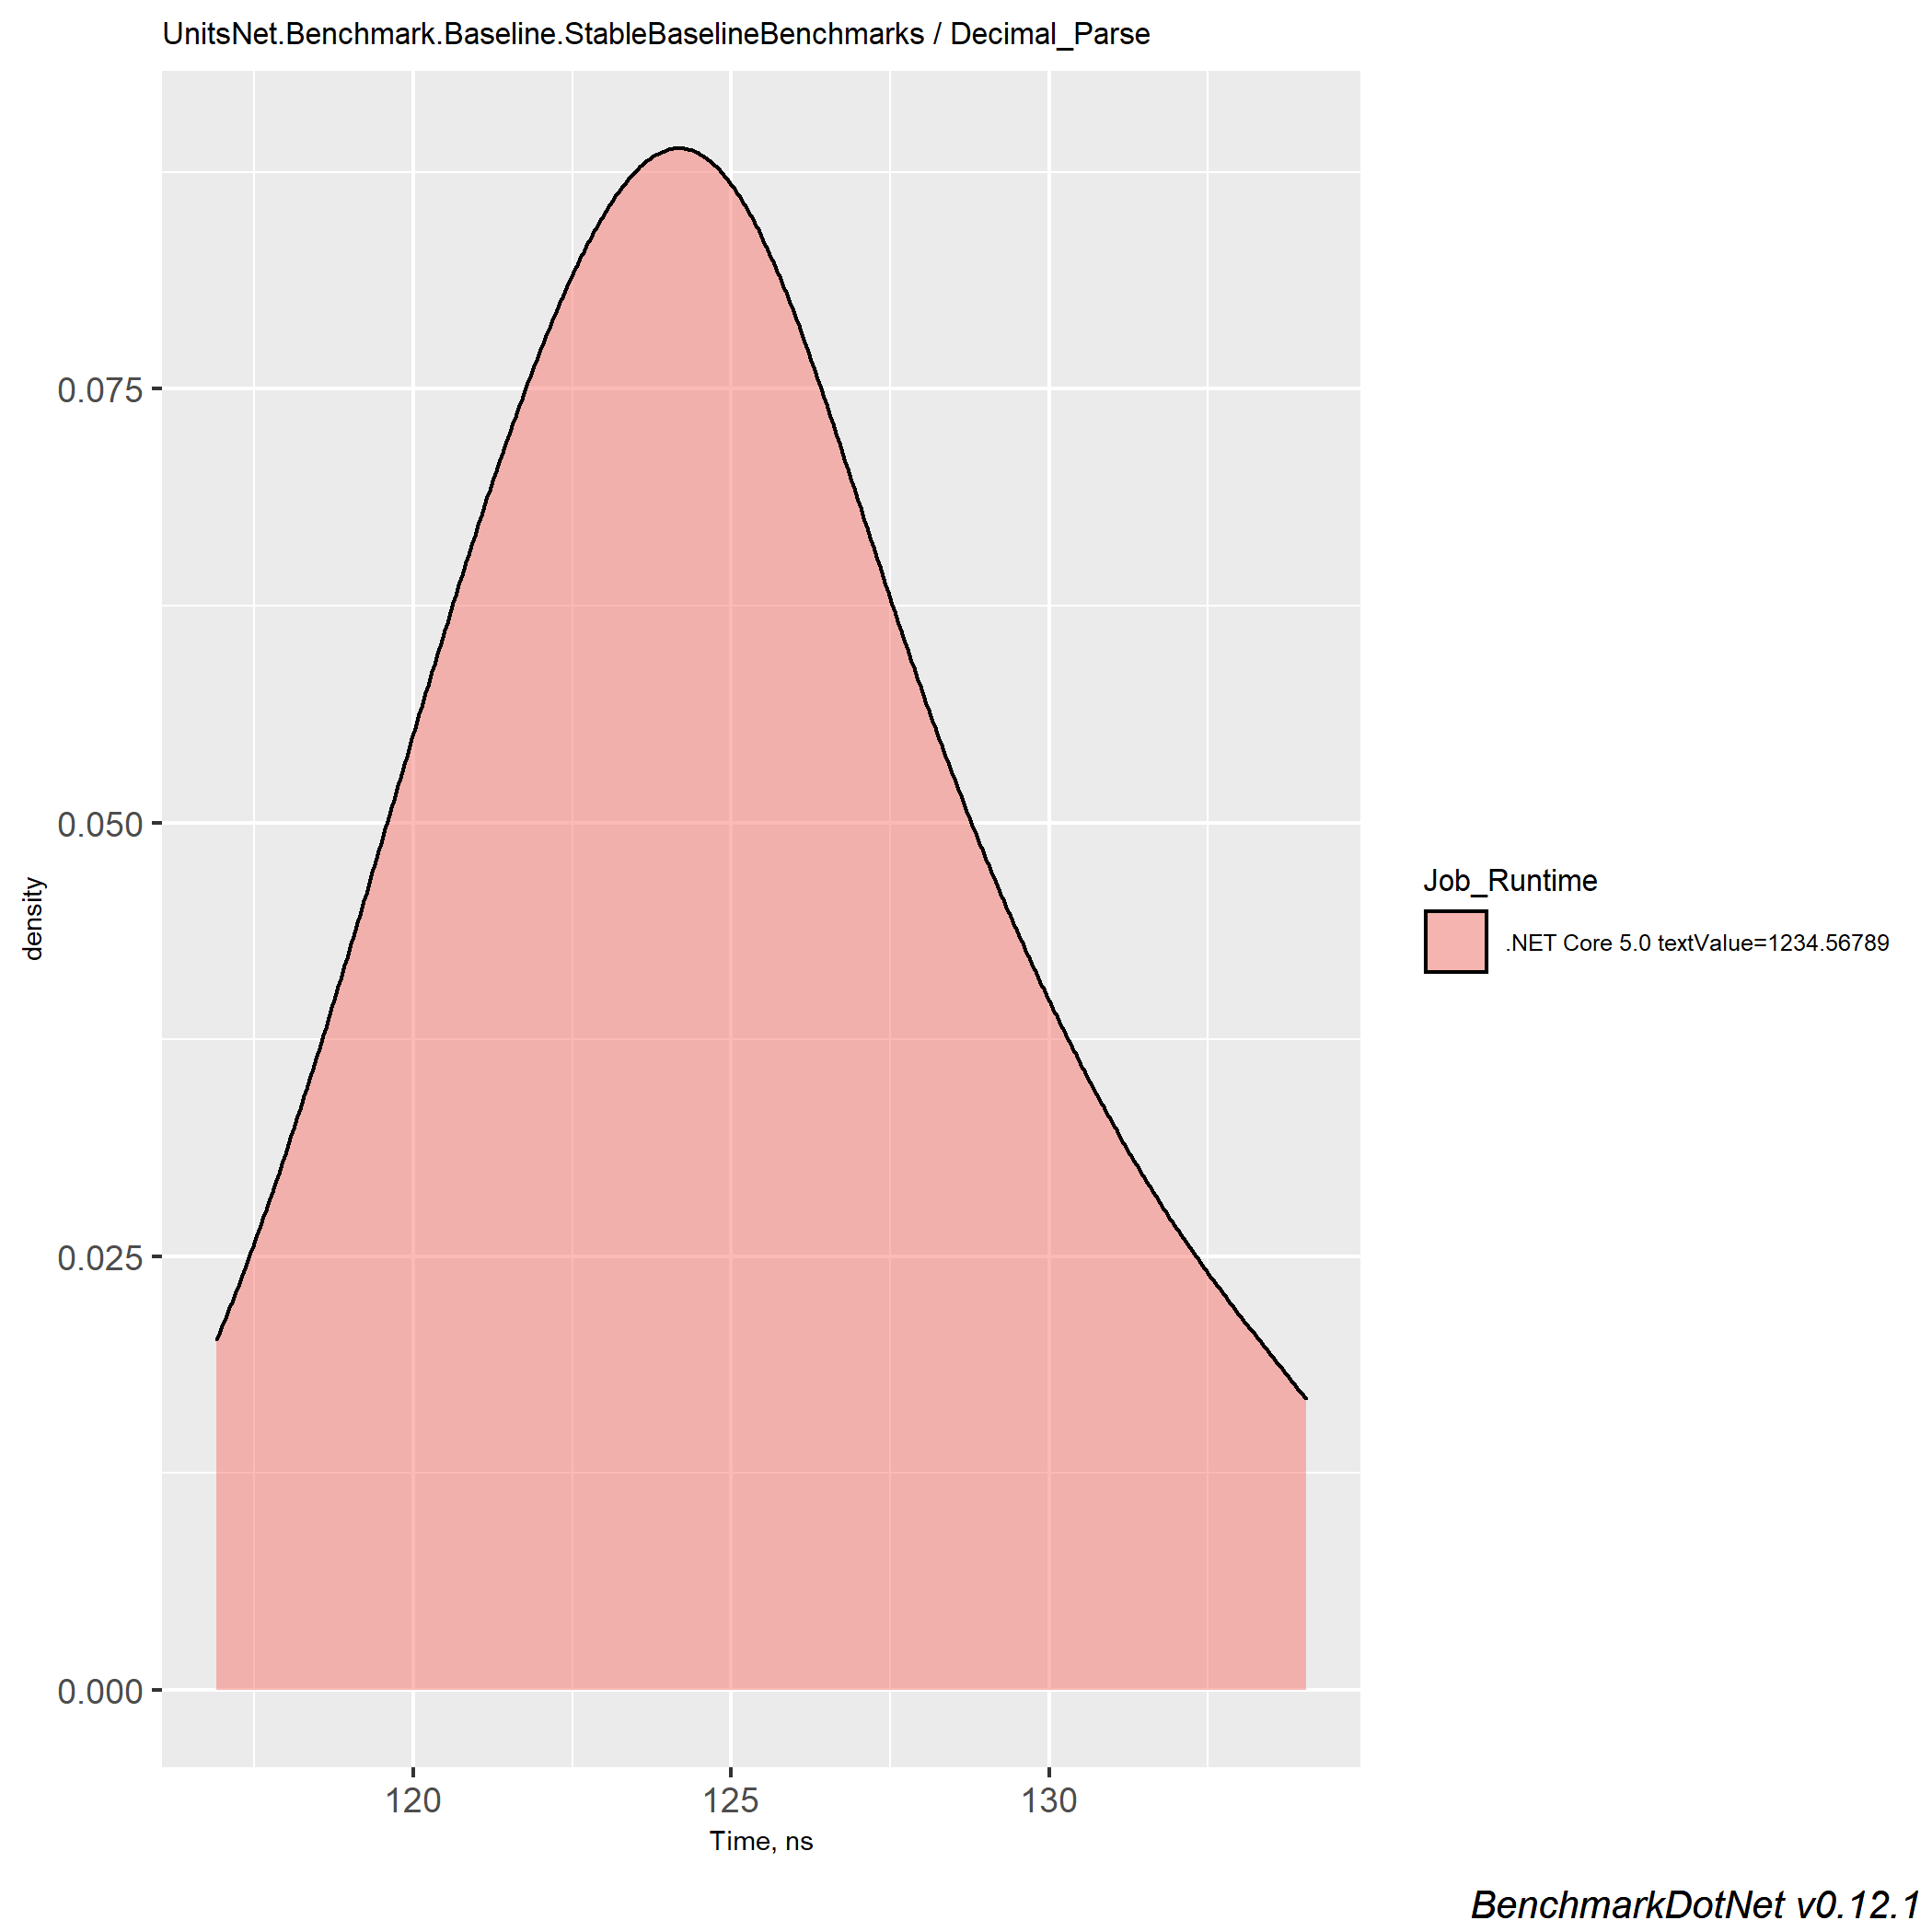 UnitsNet.Benchmark.Baseline.StableBaselineBenchmarks / Decimal_Parse
0.075
0.050
0.025
0.000
density
120 125 130
Time, ns
Job_Runtime
.NET Core 5.0 textValue=1234.56789
BenchmarkDotNet v0.12.1